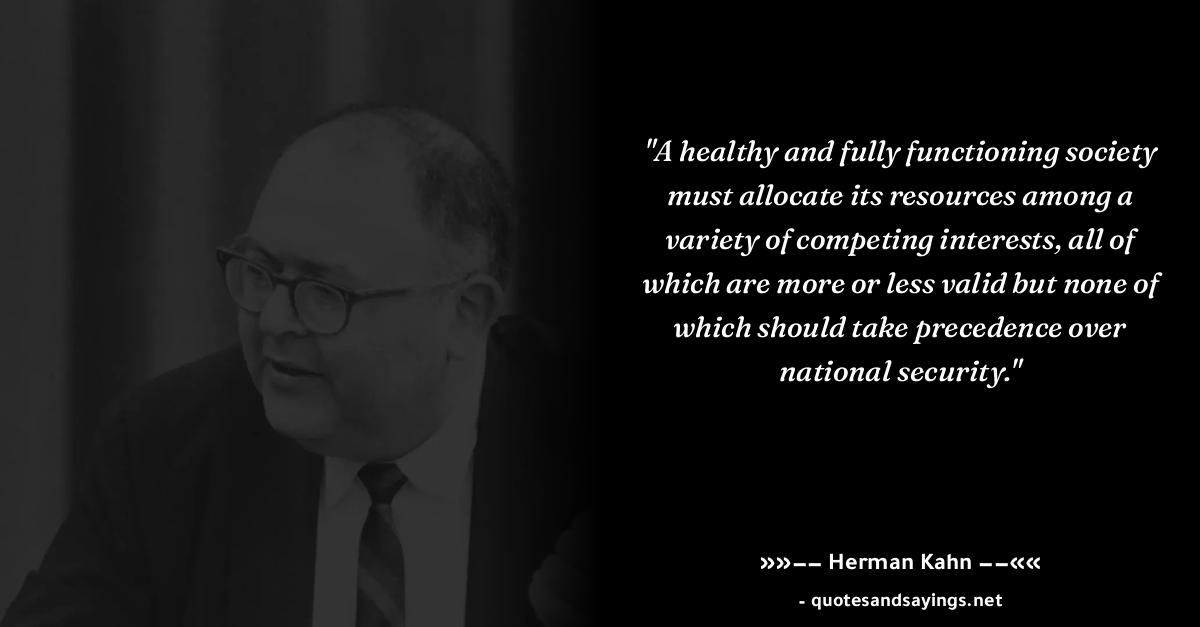 "A healthy and fully functioning society
must allocate its resources among a
variety of competing interests, all of
which are more or less valid but none of
which should take precedence over
national security."
»»−− Herman Kahn −−««
- quotesandsayings.net